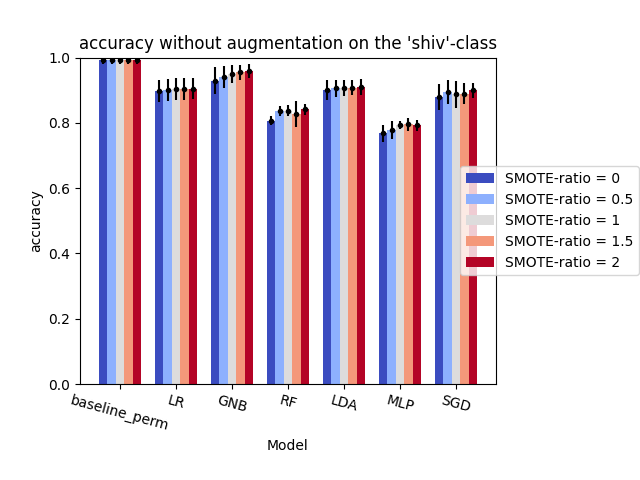 accuracy without augmentation on the 'shiv'-class
1.0
0.8
0.6
0.4
0.2
0.0
accuracy
SMOTE-ratio = 0
SMOTE-ratio = 0.5
SMOTE-ratio = 1
SMOTE-ratio = 1.5
SMOTE-ratio = 2
baseline_perm
LR
GNB
RF
LDA
MLP
SGD
Model